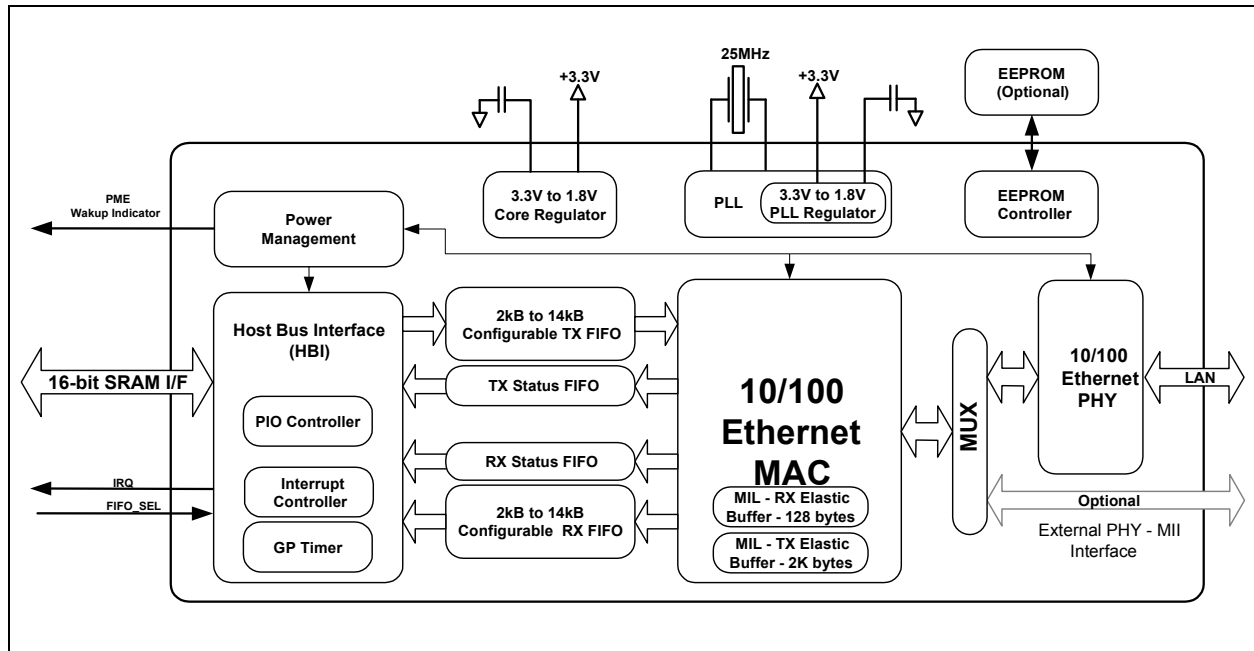 25MHz
+3.3V
+3.3V
EEPROM
(Optional)
3.3V to 1.8V
Core Regulator
PLL
3.3V to 1.8V
PLL Regulator
EEPROM
Controller
PME
Wakup Indicator
Power
Management
Host Bus Interface
(HBI)
2kB to 14kB
Configurable TX FIFO
16-bit SRAM I/F
TX Status FIFO
PIO Controller
RX Status FIFO
IRQ
FIFO_SEL
Interrupt
Controller
2kB to 14kB
Configurable RX FIFO
GP Timer
10/100
Ethernet
MAC
MIL - RX Elastic
Buffer - 128 bytes
MIL - TX Elastic
Buffer - 2K bytes
MUX
10/100
Ethernet
PHY
LAN
Optional
External PHY - MII
Interface